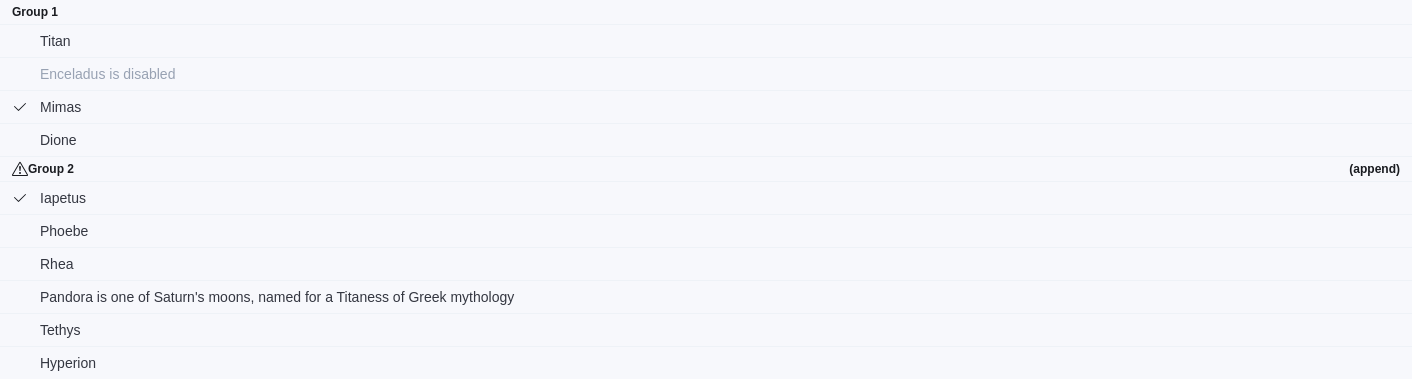 Group 1
Titan
Enceladus is disabled
Mimas
Dione
Group 2 (append)
Iapetus
Phoebe
Rhea
Pandora is one of Saturn's moons, named for a Titaness of Greek mythology
Tethys
Hyperion